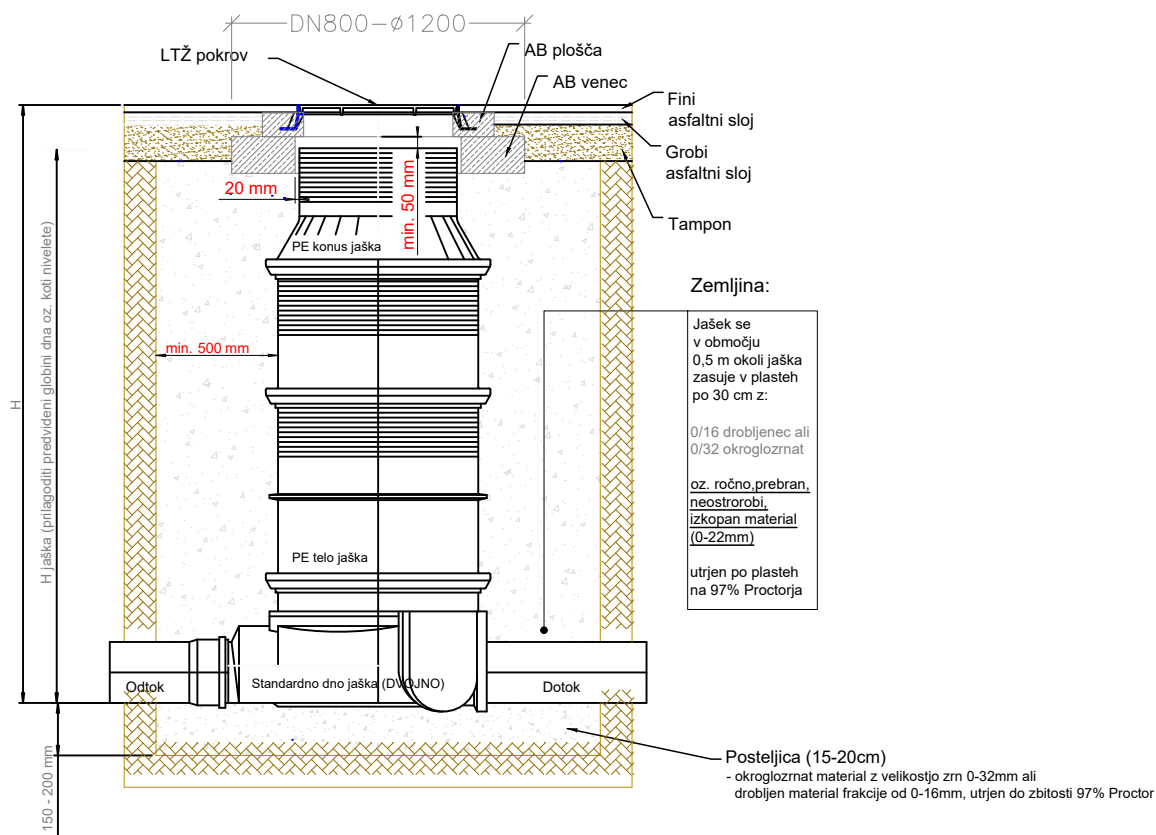 DN800-ø1200
LTŽ pokrov
AB plošča
AB venec
Fini
asfaltni sloj
Grobi
asfaltni sloj
Tampon
20 mm
min. 50 mm
PE konus jaška
min. 500 mm
H
H jaška (prilagoditi predvideni globini dna oz. koti nivelete)
Zemljina:
Jašek se
v območju
0,5 m okoli jaška
zasuje v plasteh
po 30 cm z:
0/16 drobljenec ali
0/32 okroglozrnat
oz. ročno,prebran,
neostrorobi,
izkopan material
(0-22mm)
utrjen po plasteh
na 97% Proctorja
PE telo jaška
Odtok
Standardno dno jaška (DVOJNO)
Dotok
150 - 200 mm
Posteljica (15-20cm)
- okroglozrnat material z velikostjo zrn 0-32mm ali
drobljen material frakcije od 0-16mm, utrjen do zbitosti 97% Proctor